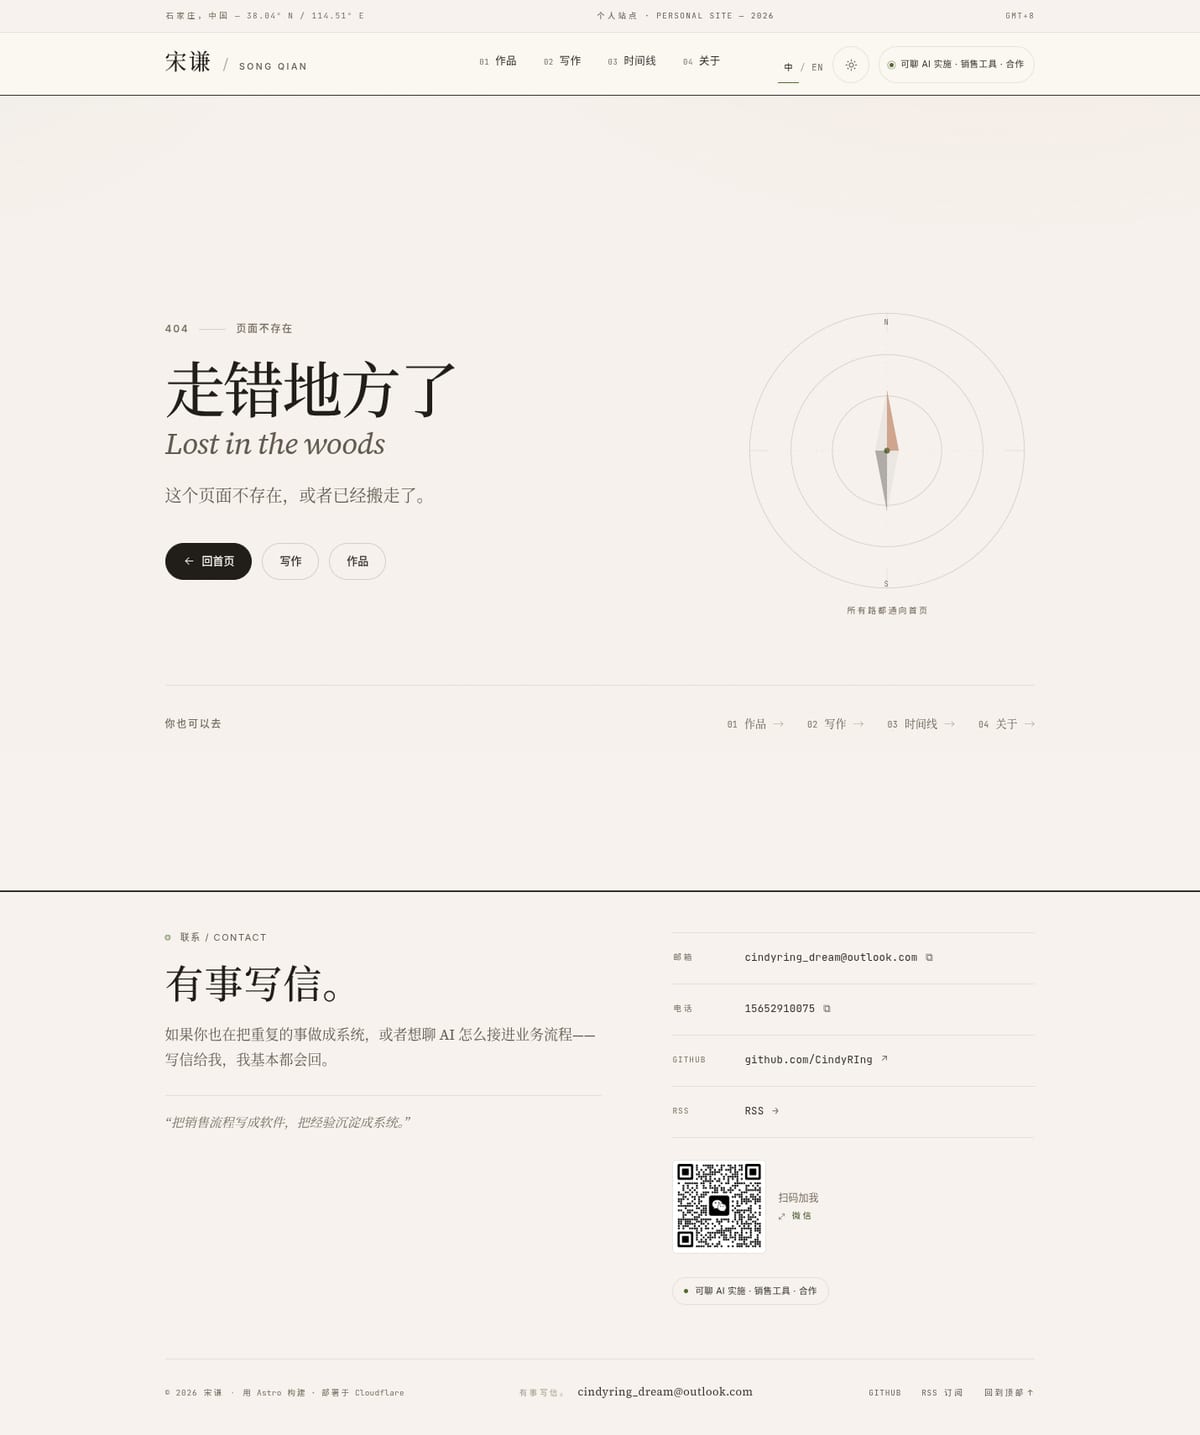 石家庄，中国 — 38.04° N / 114.51° E
个人站点 · PERSONAL SITE — 2026
GMT+8
宋谦 / SONG QIAN
01 作品
02 写作
03 时间线
04 关于
中 / EN
可聊 AI 实施 · 销售工具 · 合作
404 —— 页面不存在
走错地方了
Lost in the woods
这个页面不存在，或者已经搬走了。
← 回首页
写作
作品
N
S
所有路都通向首页
你也可以去
01 作品 →
02 写作 →
03 时间线 →
04 关于 →
联系 / CONTACT
有事写信。
如果你也在把重复的事做成系统，或者想聊 AI 怎么接进业务流程——
写信给我，我基本都会回。
“把销售流程写成软件，把经验沉淀成系统。”
邮箱 cindyring_dream@outlook.com
电话 15652910075
GITHUB github.com/CindyRIng ↗
RSS RSS →
扫码加我
⤢ 微信
可聊 AI 实施 · 销售工具 · 合作
© 2026 宋谦 · 用 Astro 构建 · 部署于 Cloudflare
有事写信。 cindyring_dream@outlook.com
GITHUB
RSS 订阅
回到顶部 ↑